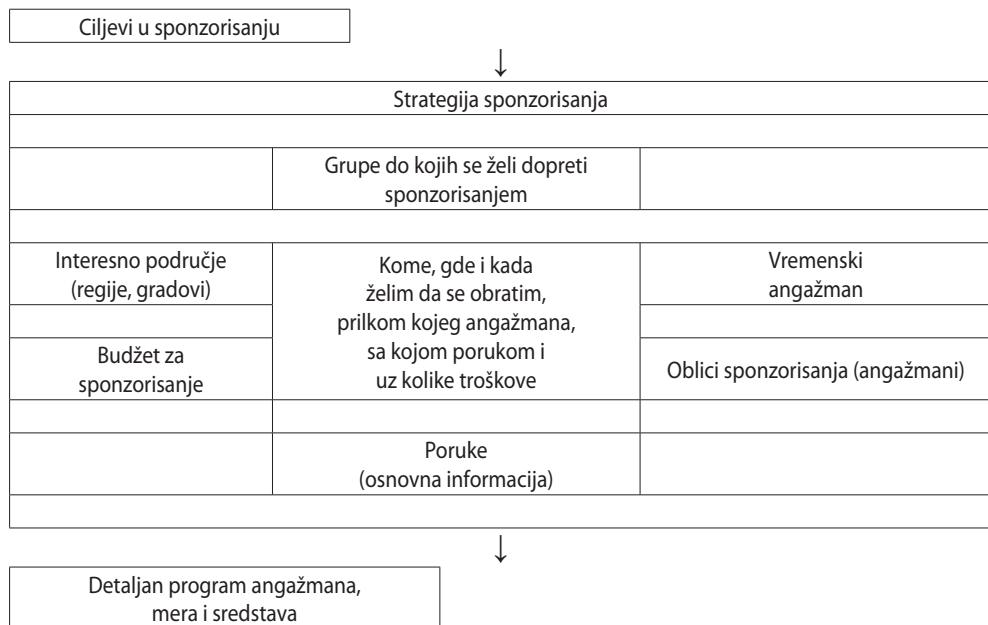 Ciljevi u sponzorisanju
↓
Strategija sponzorisanja
Grupe do kojih se želi dopreti
sponzorisanjem
Interesno područje
(regije, gradovi)
Kome, gde i kada
želim da se obratim,
prilkom kojeg angažmana,
sa kojom porukom i
uz kolike troškove
Vremenski
angažman
Budžet za
sponzorisanje
Oblici sponzorisanja (angažmani)
Poruke
(osnovna informacija)
↓
Detaljan program angažmana,
mera i sredstava